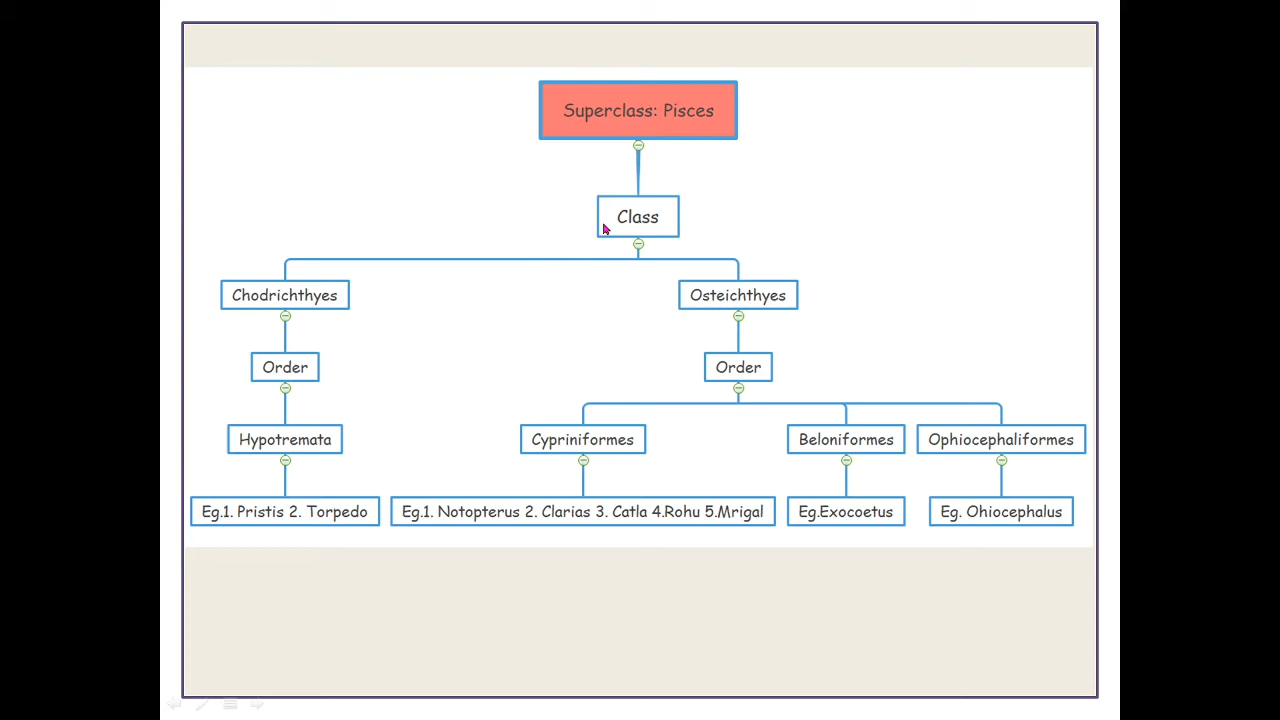 Superclass: Pisces
Class
Chodrichthyes
Osteichthyes
Order
Order
Hypotremata
Cypriniformes
Beloniformes
Ophiocephaliformes
Eg.1. Pristis 2. Torpedo
Eg.1. Notopterus 2. Clarias 3. Catla 4.Rohu 5.Mrigal
Eg.Exocoetus
Eg. Ohiocephalus